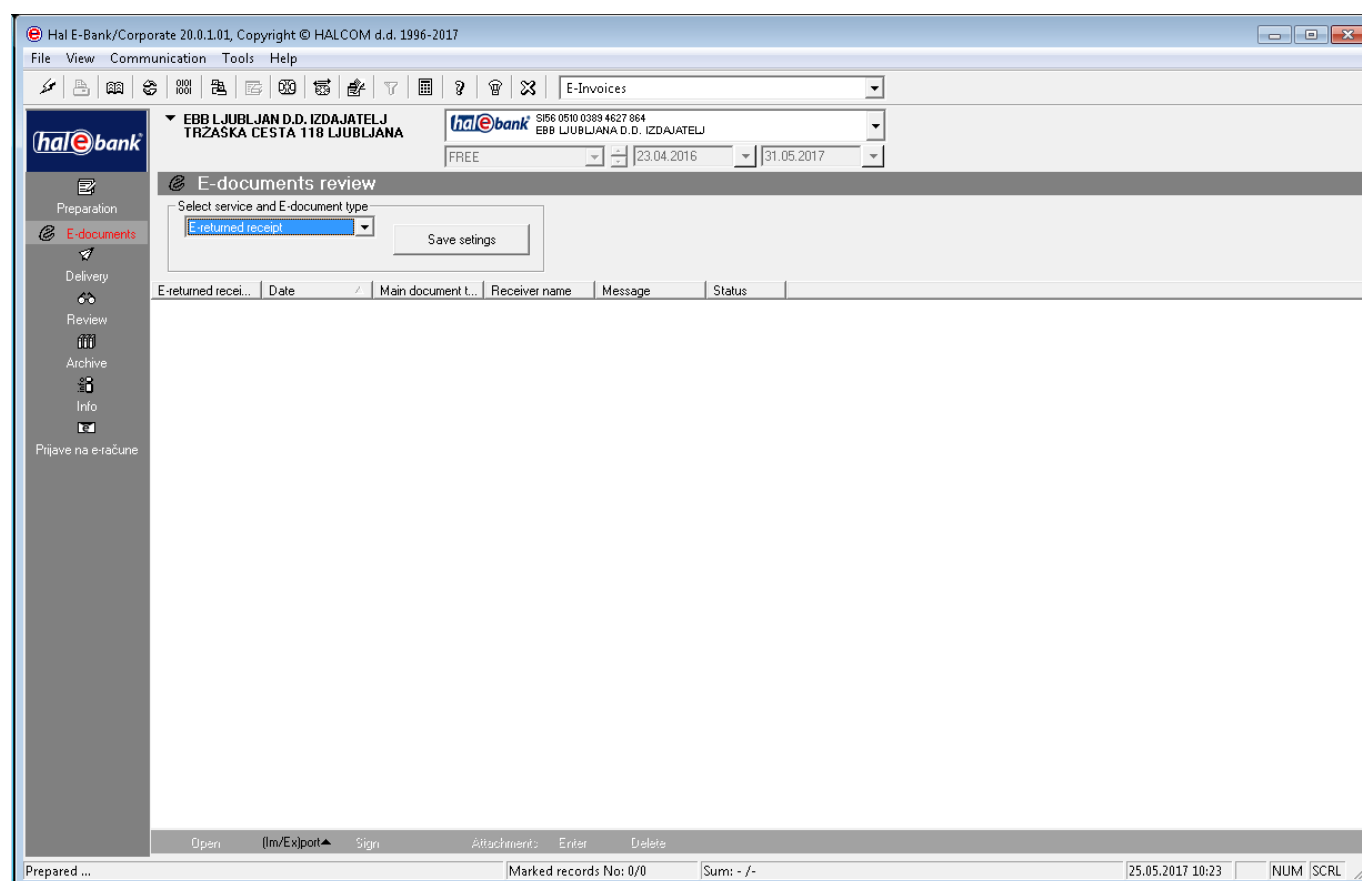 Hal E-Bank/Corporate 20.0.1.01, Copyright © HALCOM d.d. 1996-2017
File View Communication Tools Help
E-Invoices
hal e bank
EBB LJUBLJAN D.D. IZDAJATELJ
TRŽAŠKA CESTA 118 LJUBLJANA
hal e bank
SI56 0510 0389 4627 864
EBB LJUBLJANA D.D. IZDAJATELJ
FREE 23.04.2016 31.05.2017
E-documents review
Preparation
E-documents
Delivery
Review
Archive
Info
Prijave na e-račune
Select service and E-document type
E-returned receipt
Save setings
E-returned recei... Date Main document t... Receiver name Message Status
Open (Im/Ex)port Sign Attachments Enter Delete
Prepared ... Marked records No: 0/0 Sum: - /- 25.05.2017 10:23 NUM SCRL